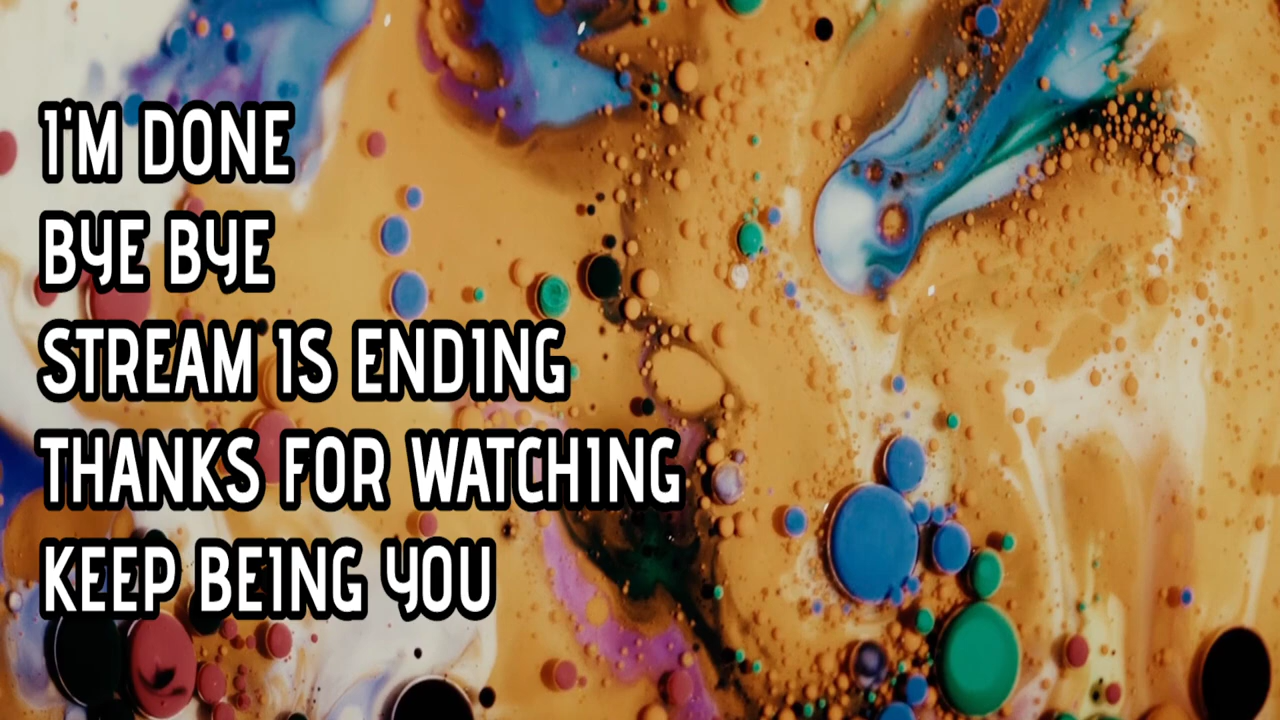 I'M DONE
BYE BYE
STREAM IS ENDING
THANKS FOR WATCHING
KEEP BEING YOU